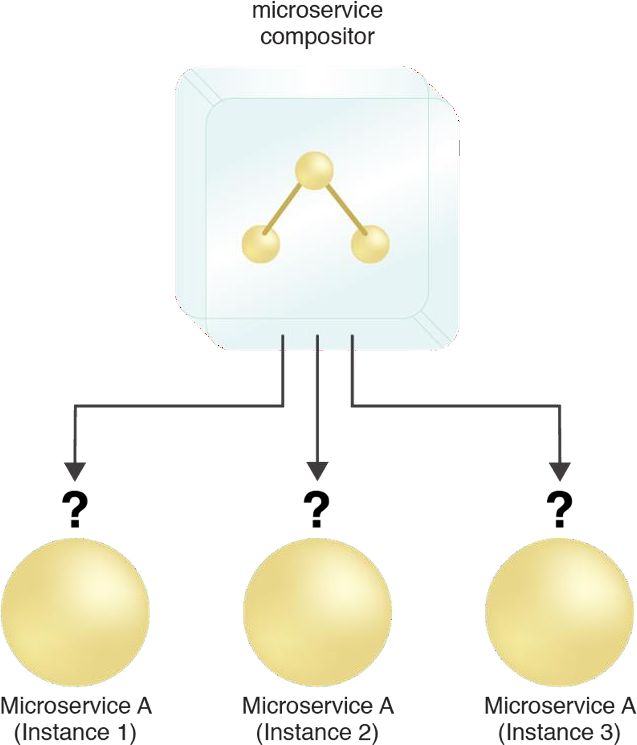 microservice
compositor
? ? ?
Microservice A Microservice A Microservice A
(Instance 1) (Instance 2) (Instance 3)